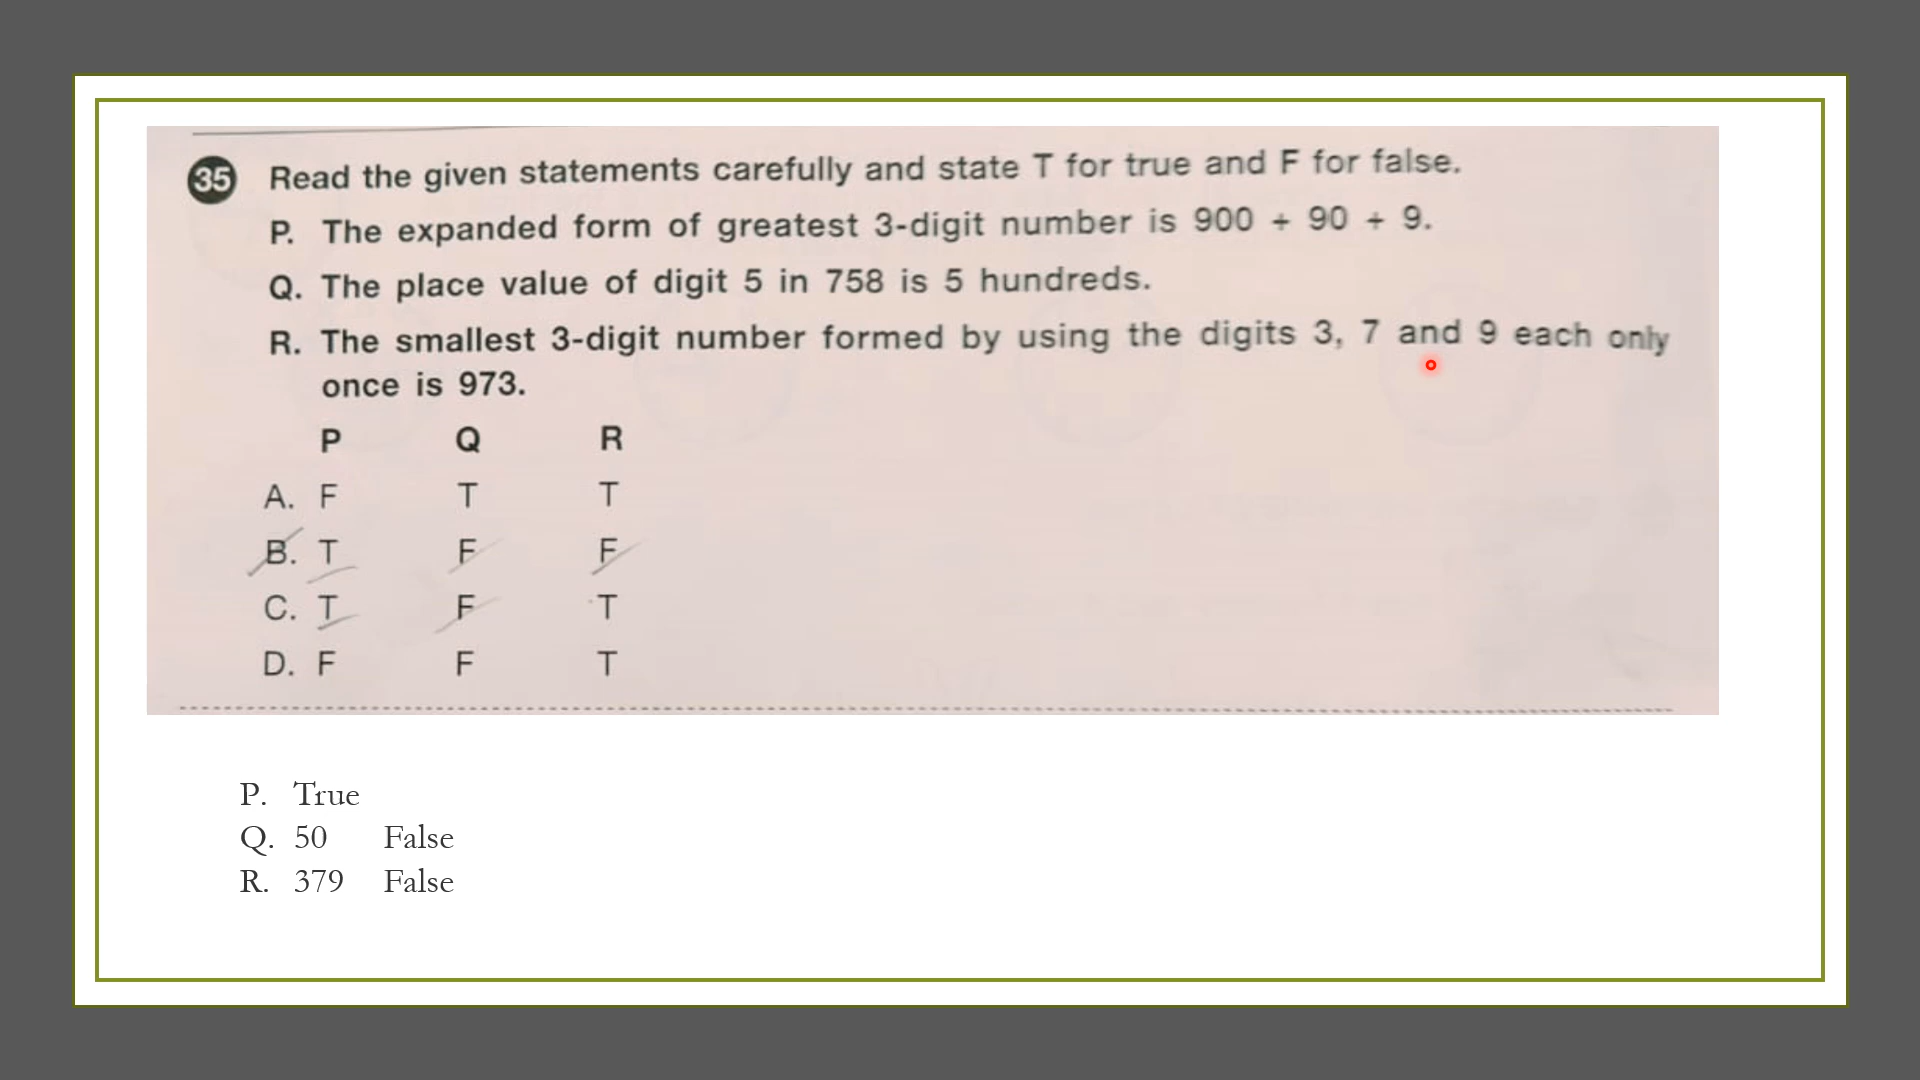 35 Read the given statements carefully and state T for true and F for false.
P. The expanded form of greatest 3-digit number is 900 + 90 + 9.
Q. The place value of digit 5 in 758 is 5 hundreds.
R. The smallest 3-digit number formed by using the digits 3, 7 and 9 each only
once is 973.
P Q R
A. F T T
B. T F F
C. T F T
D. F F T
P. True
Q. 50 False
R. 379 False